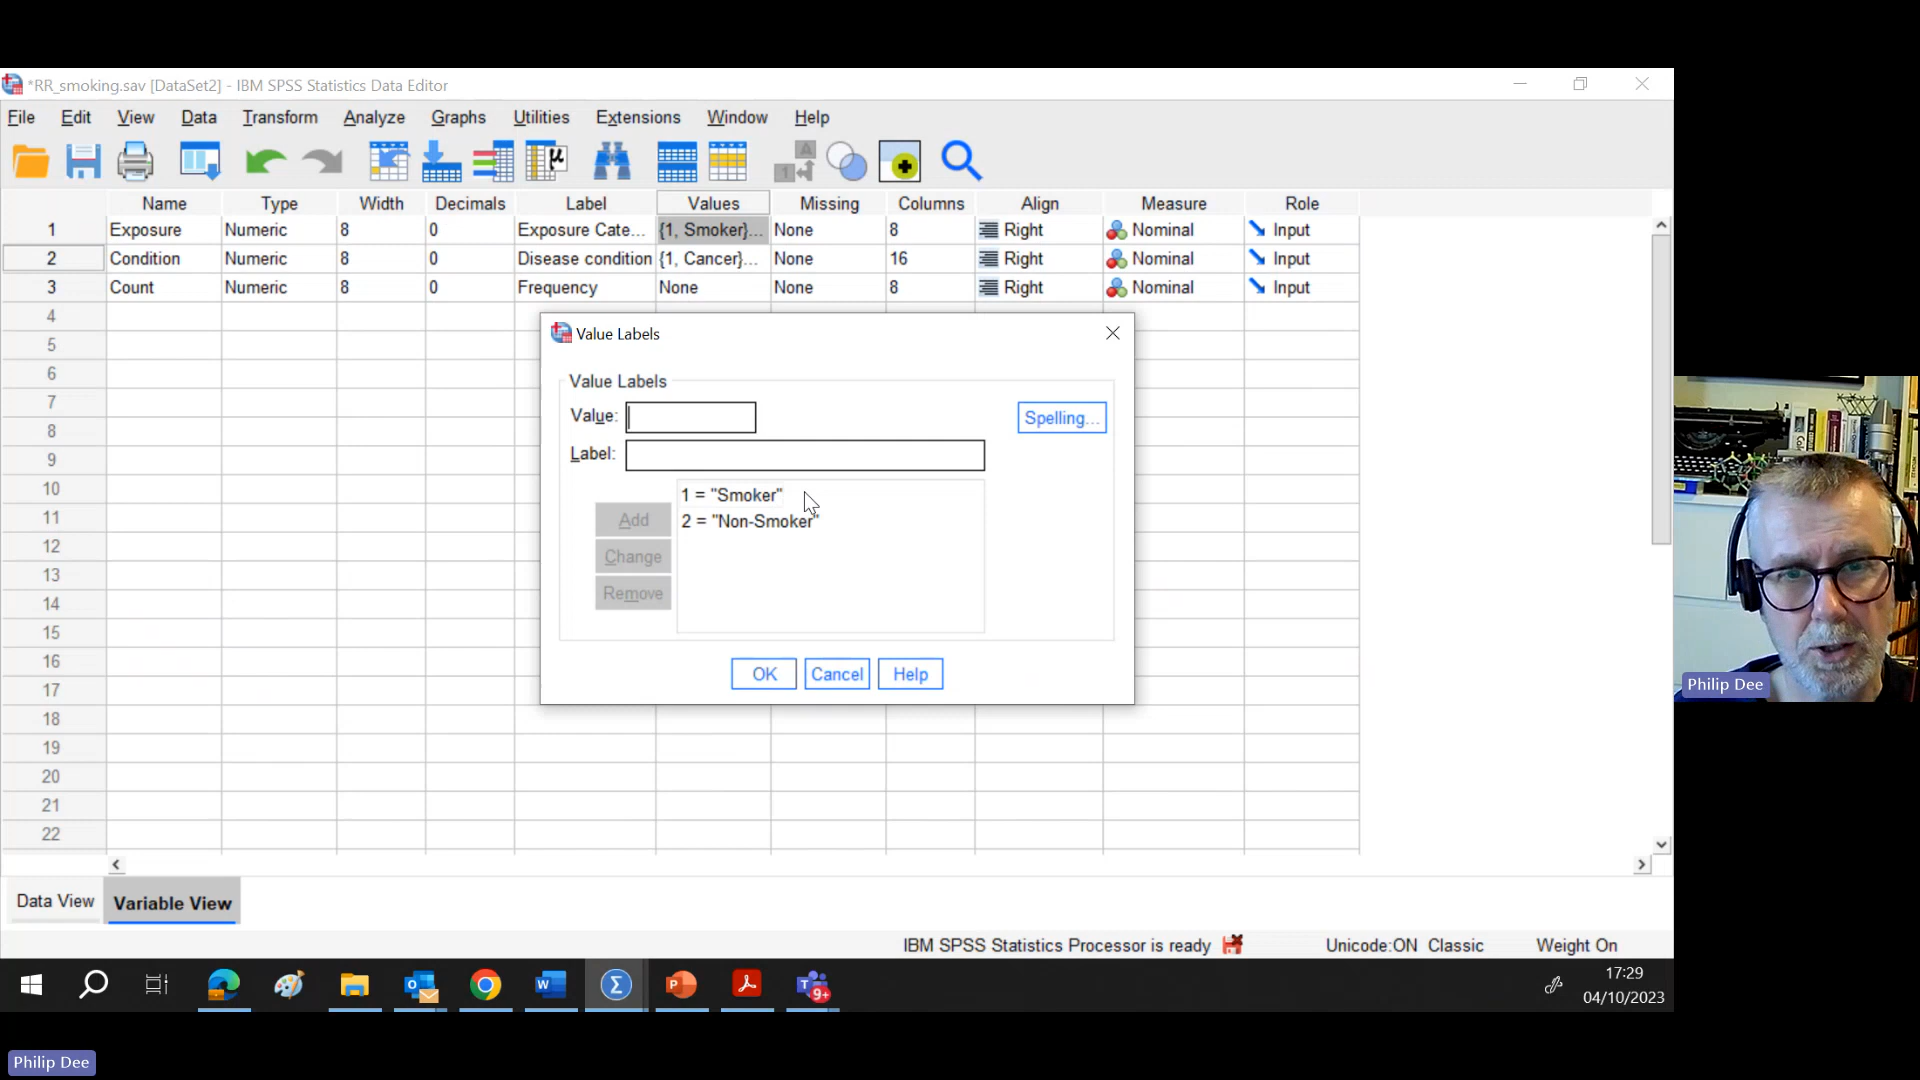 *RR_smoking.sav [DataSet2] - IBM SPSS Statistics Data Editor
File Edit View Data Transform Analyze Graphs Utilities Extensions Window Help
Name Type Width Decimals Label Values Missing Columns Align Measure Role
1 Exposure Numeric 8 0 Exposure Cate... {1, Smoker}... None 8 Right Nominal Input
2 Condition Numeric 8 0 Disease condition {1, Cancer}... None 16 Right Nominal Input
3 Count Numeric 8 0 Frequency None None 8 Right Nominal Input
4
5
6
7
8
9
10
11
12
13
14
15
16
17
18
19
20
21
22
Value Labels
Value Labels
Value:
Spelling...
Label:
1 = "Smoker"
2 = "Non-Smoker"
Add
Change
Remove
OK Cancel Help
Philip Dee
Data View Variable View
IBM SPSS Statistics Processor is ready Unicode:ON Classic Weight On
9+
17:29
04/10/2023
Philip Dee